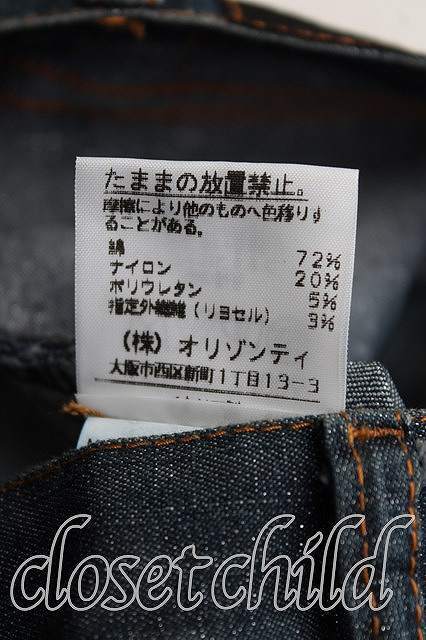 たままの放置禁止。
摩擦により他のものへ色移りす
ることがある。
綿 72%
ナイロン 20%
ポリウレタン 5%
指定外繊維(リヨセル) 3%
(株)オリゾンティ
大阪市西区新町1丁目13-3
closet child